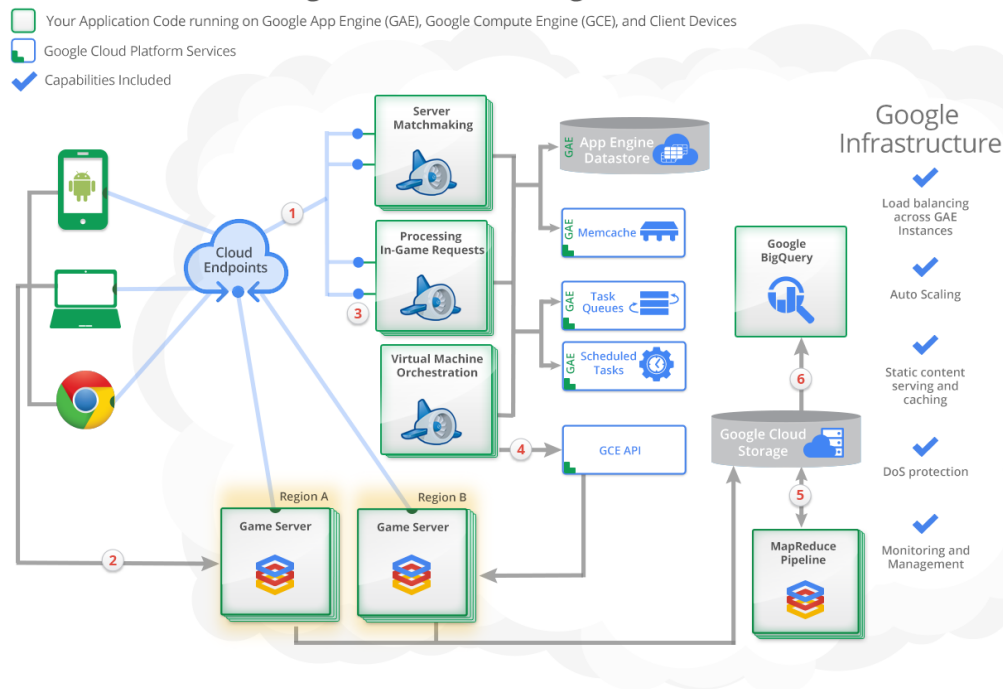 Your Application Code running on Google App Engine (GAE), Google Compute Engine (GCE), and Client Devices
Google Cloud Platform Services
Capabilities Included
Server
Matchmaking
Google
Infrastructure
GAE
App Engine
Datastore
1
Load balancing
across GAE
Instances
Processing
In-Game Requests
GAE
Memcache
Google
BigQuery
Cloud
Endpoints
Auto Scaling
3
GAE
Task
Queues
Virtual Machine
Orchestration
GAE
Scheduled
Tasks
6
Static content
serving and
caching
4
GCE API
Google Cloud
Storage
DoS protection
5
Region A
Region B
Game Server
Game Server
2
MapReduce
Pipeline
Monitoring and
Management